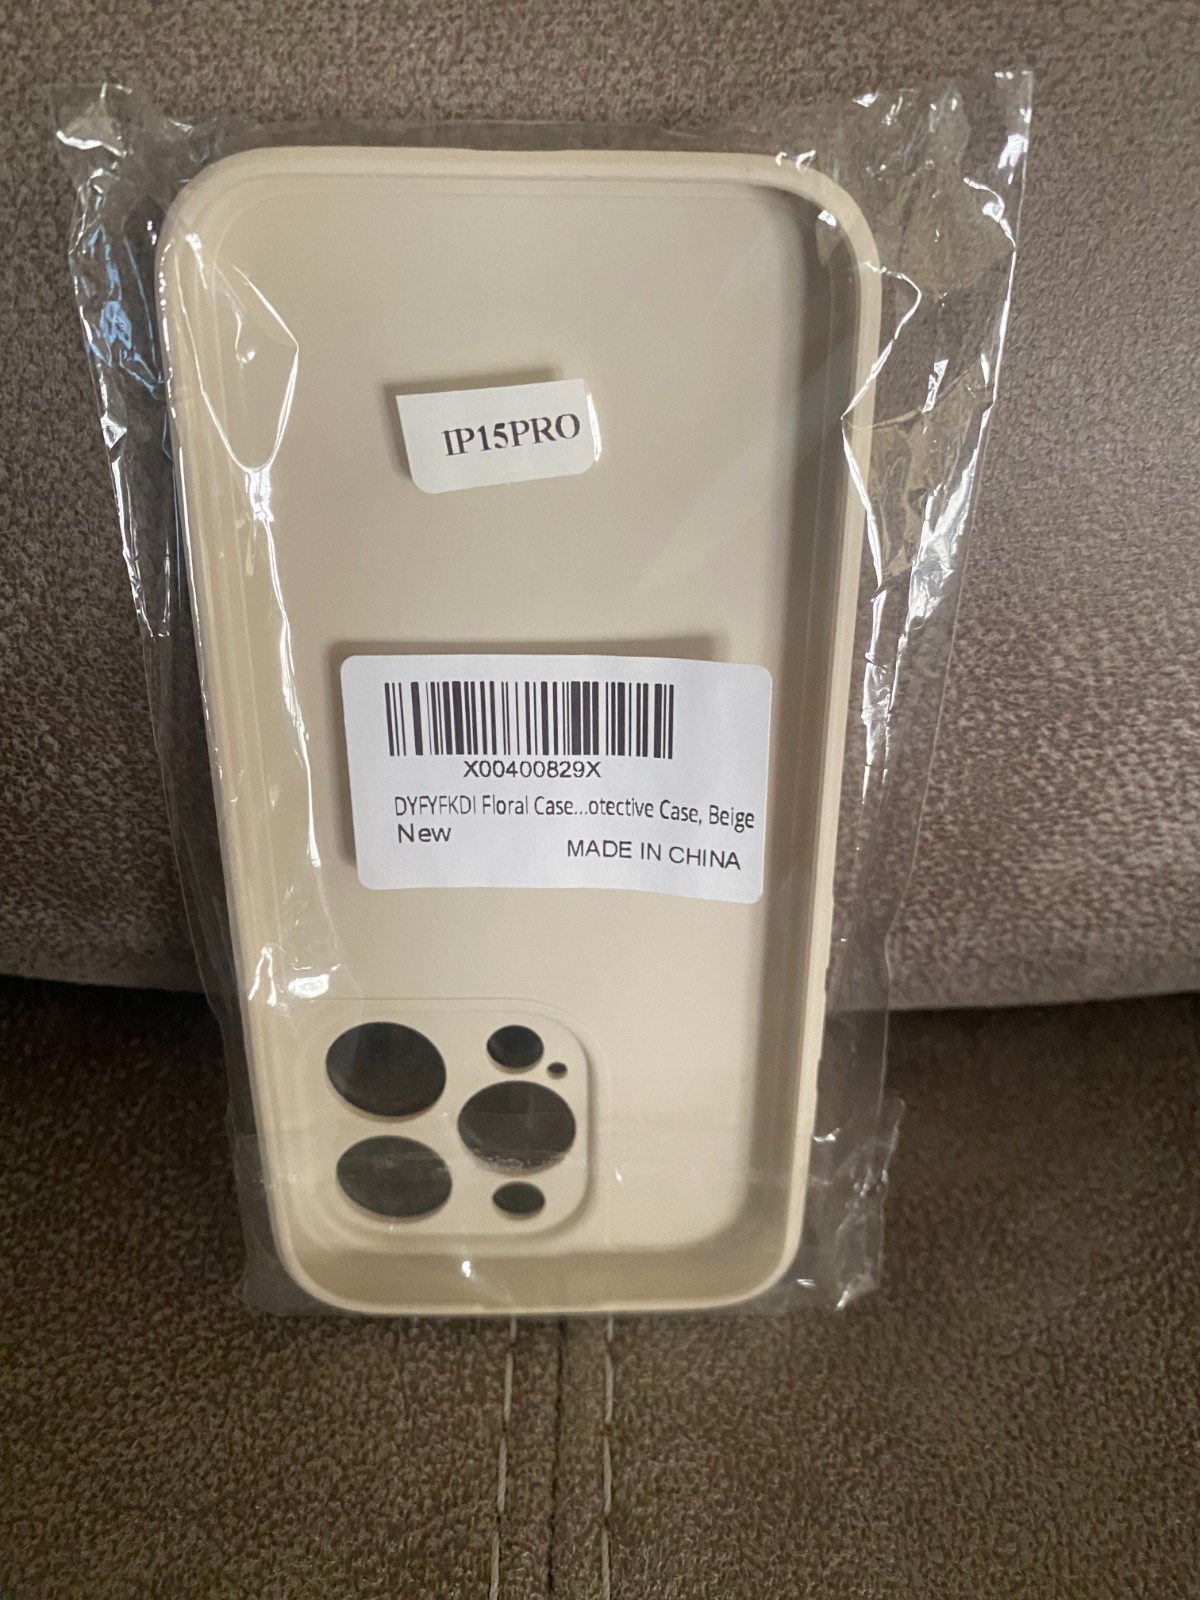 IP15PRO
X00400829X
DYFYFKDI Floral Case...otective Case, Beige
New
MADE IN CHINA